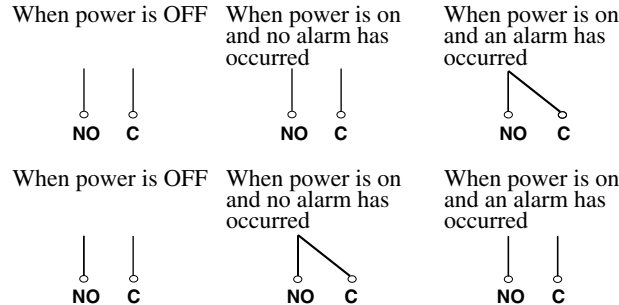 When power is OFF
When power is on
and no alarm has
occurred
When power is on
and an alarm has
occurred
NO C
NO C
NO C
When power is OFF
When power is on
and no alarm has
occurred
When power is on
and an alarm has
occurred
NO C
NO C
NO C